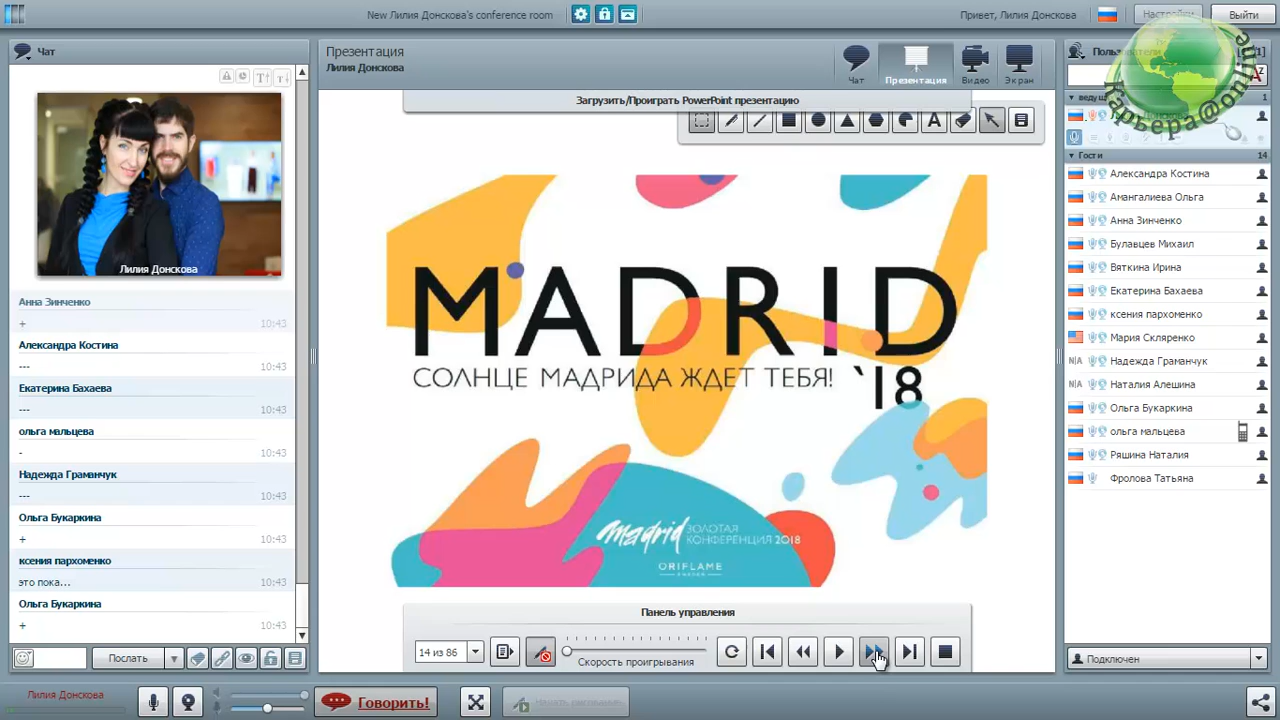 New Лилия Донскова's conference room
Привет, Лилия Донскова
Настройки
Выйти
Чат
Лилия Донскова
Анна Зинченко
+ 10:43
Александра Костина
--- 10:43
Екатерина Бахаева
--- 10:43
ольга мальцева
- 10:43
Надежда Граманчук
--- 10:43
Ольга Букаркина
+ 10:43
ксения пархоменко
это пока... 10:43
Ольга Букаркина
+ 10:43
Послать
Презентация
Лилия Донскова
Чат
Презентация
Видео
Экран
Загрузить/Проиграть PowerPoint презентацию
MADRID
СОЛНЦЕ МАДРИДА ЖДЕТ ТЕБЯ! `18
madrid ЗОЛОТАЯ
КОНФЕРЕНЦИЯ 2018
ORIFLAME
SWEDEN
Панель управления
14 из 86
Скорость проигрывания
карьера@online
Гости 14
Александра Костина
Амангалиева Ольга
Анна Зинченко
Булавцев Михаил
Вяткина Ирина
Екатерина Бахаева
ксения пархоменко
Мария Скляренко
N/A Надежда Граманчук
N/A Наталия Алешина
Ольга Букаркина
ольга мальцева
Ряшина Наталия
Фролова Татьяна
Подключен
Лилия Донскова
Говорить!
Начать рисование